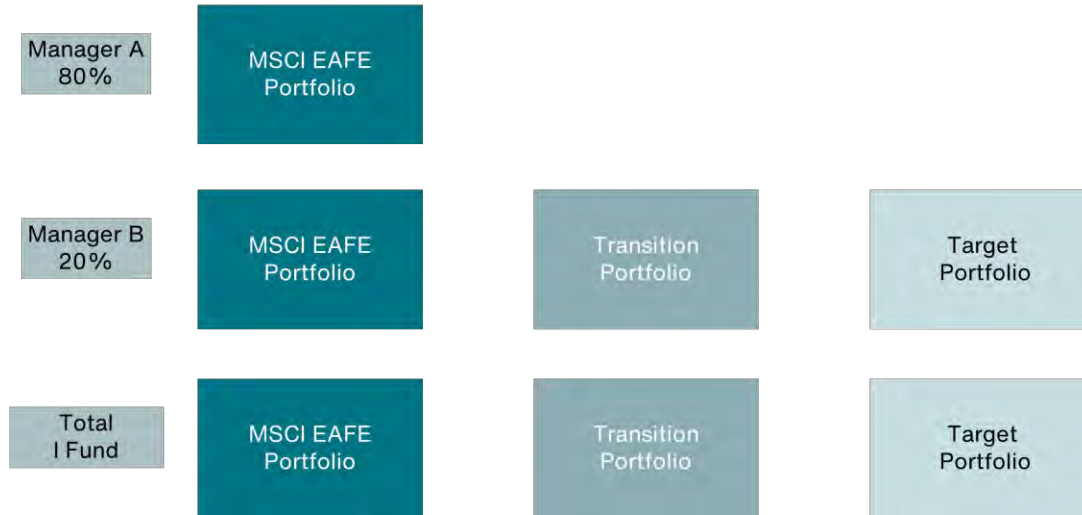 Manager A
80%
MSCI EAFE
Portfolio
Manager B
20%
MSCI EAFE
Portfolio
Transition
Portfolio
Target
Portfolio
Total
I Fund
MSCI EAFE
Portfolio
Transition
Portfolio
Target
Portfolio